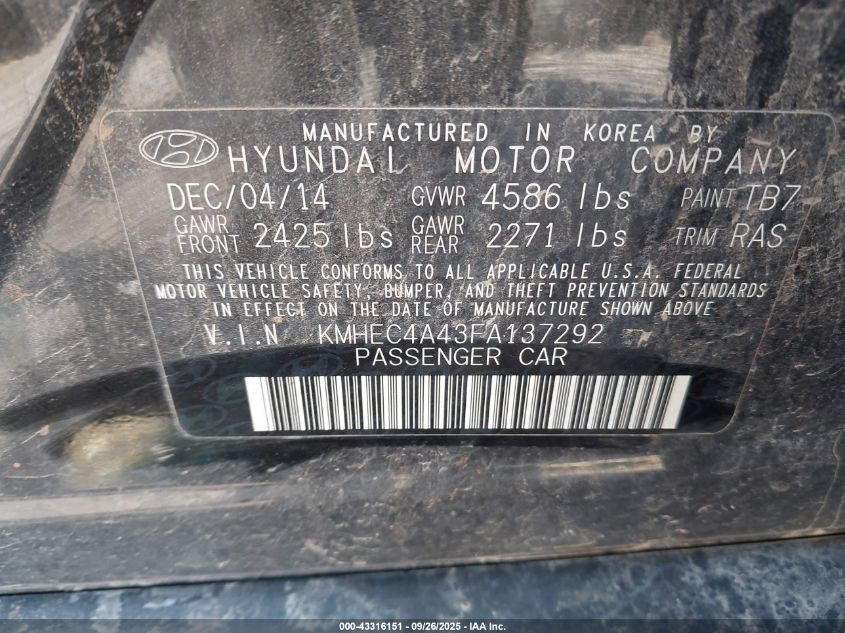 MANUFACTURED IN KOREA BY
HYUNDAI MOTOR COMPANY
DEC/04/14 GVWR 4586 lbs PAINT TB7
GAWR FRONT 2425 lbs GAWR REAR 2271 lbs TRIM RAS
THIS VEHICLE CONFORMS TO ALL APPLICABLE U.S.A. FEDERAL
MOTOR VEHICLE SAFETY, BUMPER, AND THEFT PREVENTION STANDARDS
IN EFFECT ON THE DATE OF MANUFACTURE SHOWN ABOVE
V.I.N KMHEC4A43FA137292
PASSENGER CAR
000-43316151 - 09/26/2025 - IAA Inc.